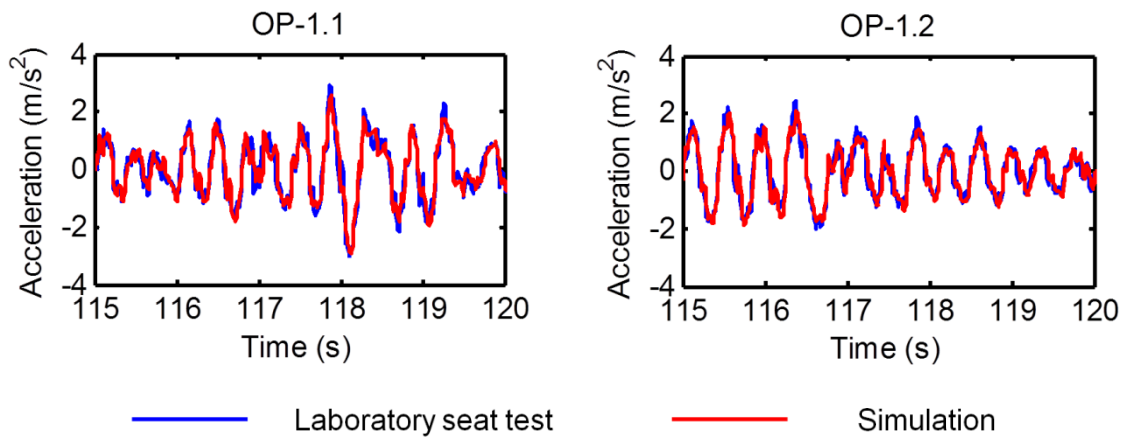 OP-1.1
Acceleration (m/s²)
4
2
0
-2
-4
115 116 117 118 119 120
Time (s)
OP-1.2
Acceleration (m/s²)
4
2
0
-2
-4
115 116 117 118 119 120
Time (s)
Laboratory seat test
Simulation